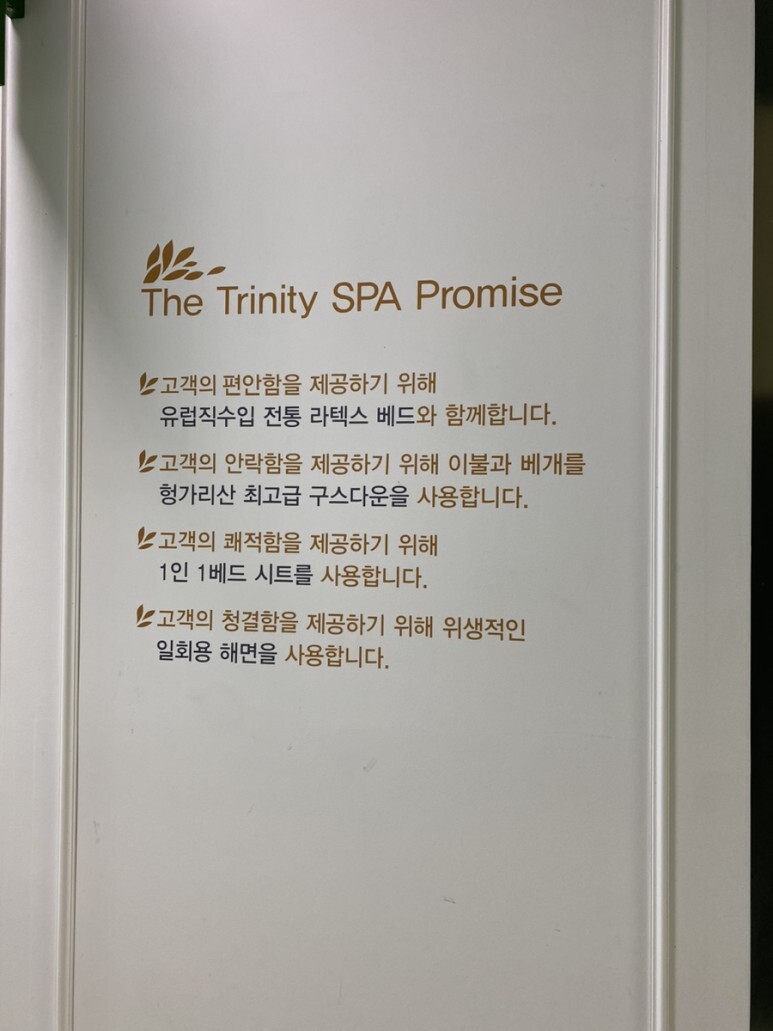 The Trinity SPA Promise
고객의 편안함을 제공하기 위해
유럽직수입 전통 라텍스 베드와 함께합니다.
고객의 안락함을 제공하기 위해 이불과 베개를
헝가리산 최고급 구스다운을 사용합니다.
고객의 쾌적함을 제공하기 위해
1인 1베드 시트를 사용합니다.
고객의 청결함을 제공하기 위해 위생적인
일회용 해면을 사용합니다.